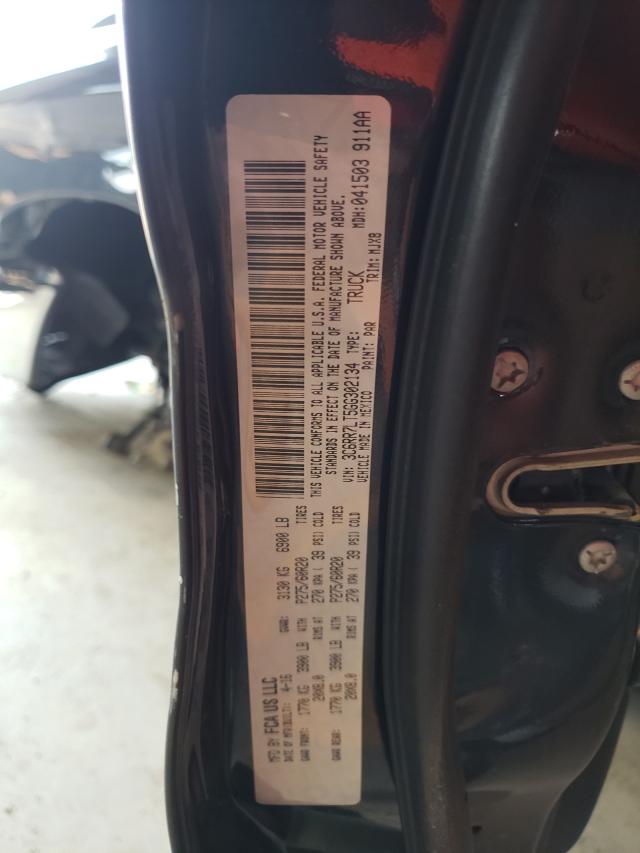 MFD BY FCA US LLC
DATE OF MFR(BUILT): 4-16 GVWR: 3130 KG 6900 LB
GAWR FRONT: 1770 KG 3900 LB WITH P275/60R20 TIRES
20X8.0 RIMS AT 270 KPA ( 39 PSI) COLD
GAWR REAR: 1770 KG 3900 LB WITH P275/60R20 TIRES
20X8.0 RIMS AT 270 KPA ( 39 PSI) COLD
THIS VEHICLE CONFORMS TO ALL APPLICABLE U.S.A. FEDERAL MOTOR VEHICLE SAFETY
STANDARDS IN EFFECT ON THE DATE OF MANUFACTURE SHOWN ABOVE.
VIN: 3C6RR7LT5GG302134 TYPE: TRUCK MDH:041503 911AA
VEHICLE MADE IN MEXICO PAINT: PAR TRIM: MJX8